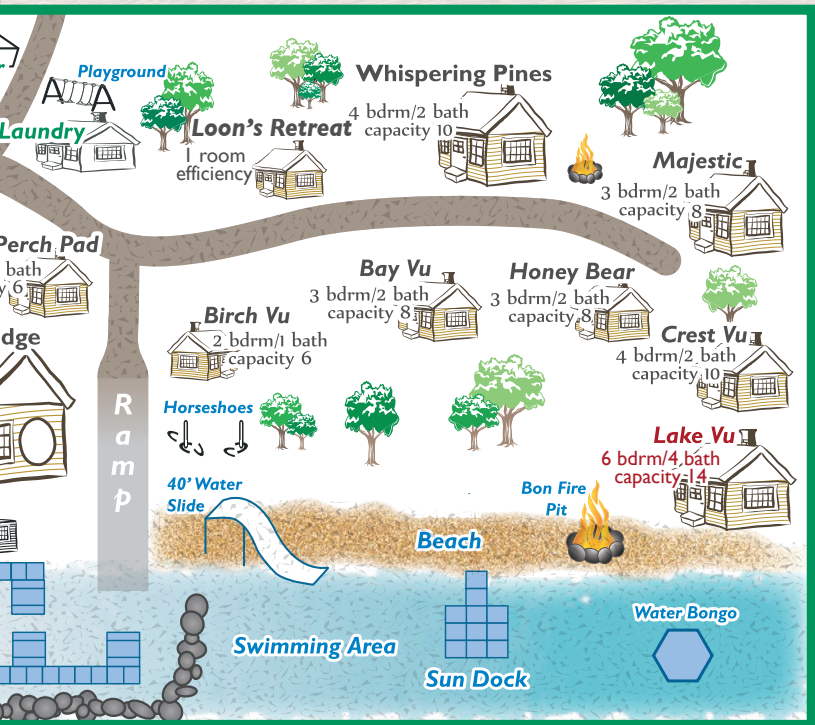 r
Playground
Laundry
Loon's Retreat
1 room
efficiency
Whispering Pines
4 bdrm/2 bath
capacity 10
Majestic
3 bdrm/2 bath
capacity 8
Perch Pad
bath
y 6
Bay Vu
3 bdrm/2 bath
capacity 8
Honey Bear
3 bdrm/2 bath
capacity 8
Birch Vu
2 bdrm/1 bath
capacity 6
Crest Vu
4 bdrm/2 bath
capacity 10
dge
Ramp
Horseshoes
Lake Vu
6 bdrm/4 bath
capacity 14
40' Water
Slide
Bon Fire
Pit
Beach
Swimming Area
Sun Dock
Water Bongo